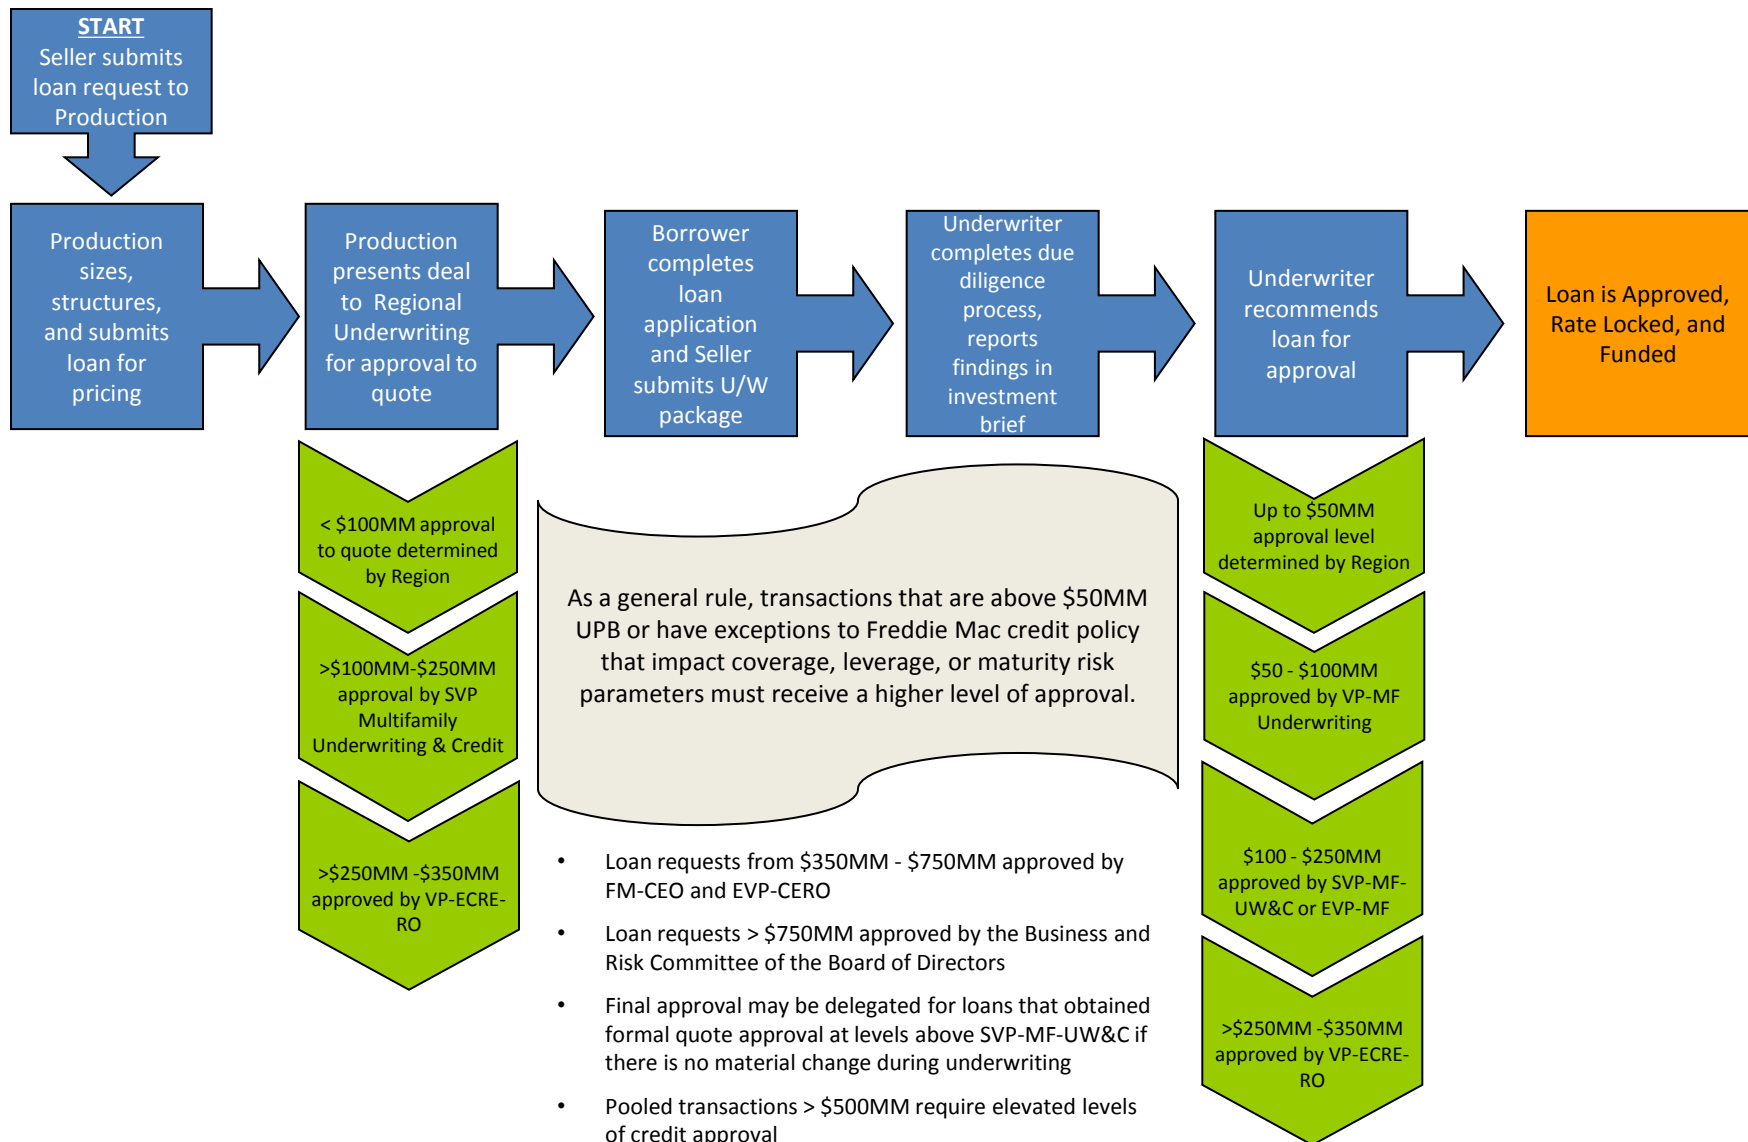 START
Seller submits
loan request to
Production
Production
sizes,
structures,
and submits
loan for
pricing
Production
presents deal
to Regional
Underwriting
for approval to
quote
Borrower
completes
loan
application
and Seller
submits U/W
package
Underwriter
completes due
diligence
process,
reports
findings in
investment
brief
Underwriter
recommends
loan for
approval
Loan is Approved,
Rate Locked, and
Funded
< $100MM approval
to quote determined
by Region
>$100MM-$250MM
approval by SVP
Multifamily
Underwriting & Credit
>$250MM -$350MM
approved by VP-ECRE-
RO
As a general rule, transactions that are above $50MM
UPB or have exceptions to Freddie Mac credit policy
that impact coverage, leverage, or maturity risk
parameters must receive a higher level of approval.
• Loan requests from $350MM - $750MM approved by
FM-CEO and EVP-CERO
• Loan requests > $750MM approved by the Business and
Risk Committee of the Board of Directors
• Final approval may be delegated for loans that obtained
formal quote approval at levels above SVP-MF-UW&C if
there is no material change during underwriting
• Pooled transactions > $500MM require elevated levels
of credit approval
Up to $50MM
approval level
determined by Region
$50 - $100MM
approved by VP-MF
Underwriting
$100 - $250MM
approved by SVP-MF-
UW&C or EVP-MF
>$250MM -$350MM
approved by VP-ECRE-
RO